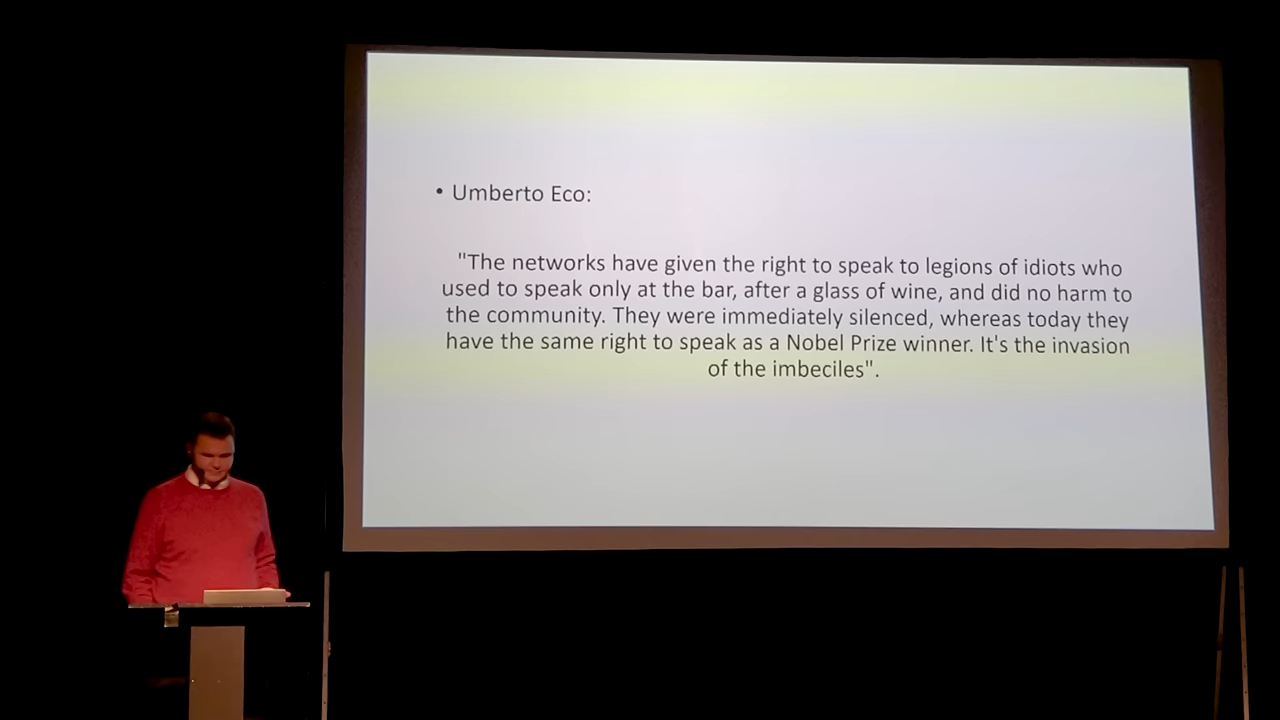 • Umberto Eco:
"The networks have given the right to speak to legions of idiots who
used to speak only at the bar, after a glass of wine, and did no harm to
the community. They were immediately silenced, whereas today they
have the same right to speak as a Nobel Prize winner. It's the invasion
of the imbeciles".